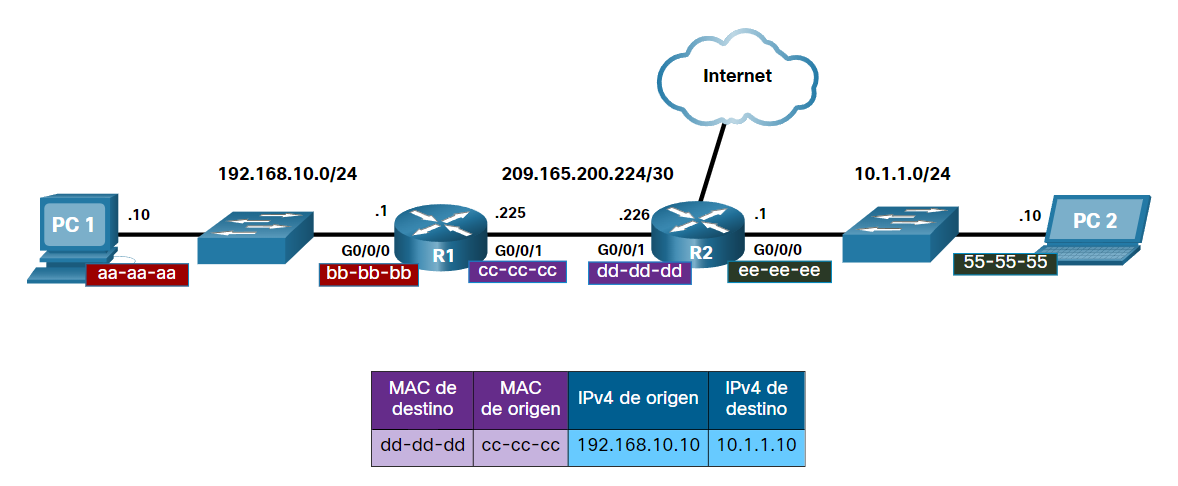 Internet
192.168.10.0/24
209.165.200.224/30
10.1.1.0/24
PC 1
.10
.1
.225
.226
.1
.10
PC 2
G0/0/0
R1
G0/0/1
G0/0/1
R2
G0/0/0
aa-aa-aa
bb-bb-bb
cc-cc-cc
dd-dd-dd
ee-ee-ee
55-55-55
MAC de destino
MAC de origen
IPv4 de origen
IPv4 de destino
dd-dd-dd
cc-cc-cc
192.168.10.10
10.1.1.10